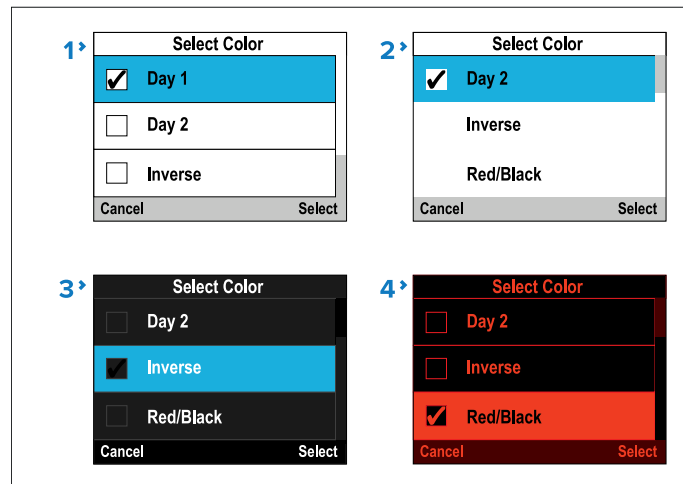 1›
Select Color
Day 1
Day 2
Inverse
Cancel Select
2›
Select Color
Day 2
Inverse
Red/Black
Cancel Select
3›
Select Color
Day 2
Inverse
Red/Black
Cancel Select
4›
Select Color
Day 2
Inverse
Red/Black
Cancel Select